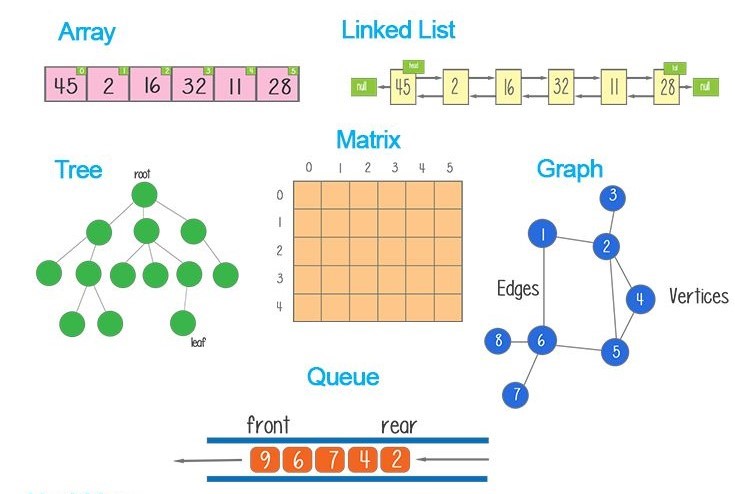 Array
Linked List
0 1 2 3 4 5
45 2 16 32 11 28
head
tail
null 45 2 16 32 11 28 null
Tree
root
leaf
Matrix
0 1 2 3 4 5
0
1
2
3
4
Graph
3
1
2
Edges
4
Vertices
8
6
5
7
Queue
front rear
9 6 7 4 2